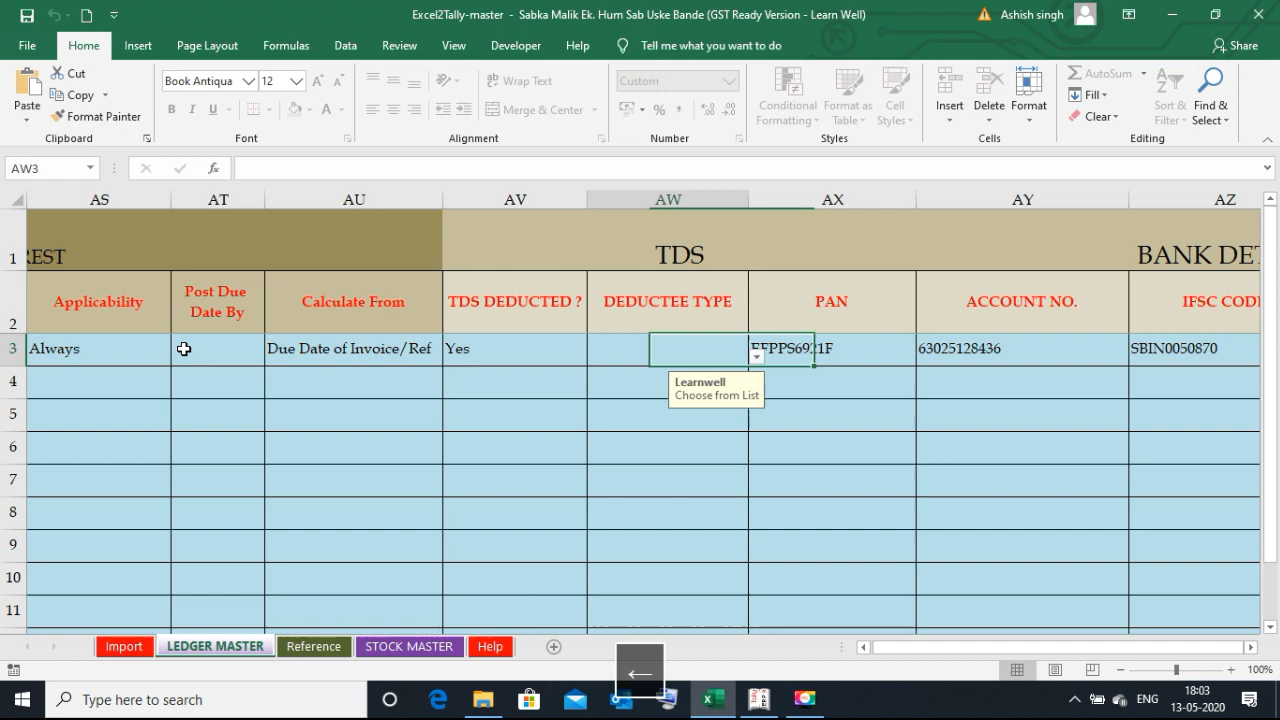 Excel2Tally-master - Sabka Malik Ek. Hum Sab Uske Bande (GST Ready Version - Learn Well)
Ashish singh
File Home Insert Page Layout Formulas Data Review View Developer Help Tell me what you want to do Share
Paste
Cut
Copy
Format Painter
Clipboard
Book Antiqua 12
B I U
Font
Wrap Text
Merge & Center
Alignment
Custom
Number
Conditional Formatting
Format as Table
Cell Styles
Styles
Insert Delete Format
Cells
AutoSum
Fill
Clear
Sort & Filter
Find & Select
Editing
AW3
fx
AS AT AU AV AW AX AY AZ
1 REST TDS BANK DET
2 Applicability Post Due Date By Calculate From TDS DEDUCTED ? DEDUCTEE TYPE PAN ACCOUNT NO. IFSC COD
3 Always Due Date of Invoice/Ref Yes 63025128436 SBIN0050870
Learnwell
Choose from List
4
5
6
7
8
9
10
11
Import LEDGER MASTER Reference STOCK MASTER Help
100%
Type here to search
ENG
18:03
13-05-2020